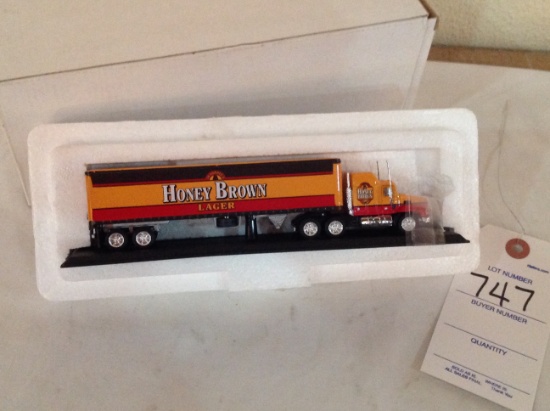 HONEY BROWN
LAGER
LOT NUMBER
747
BUYER NUMBER
QUANTITY